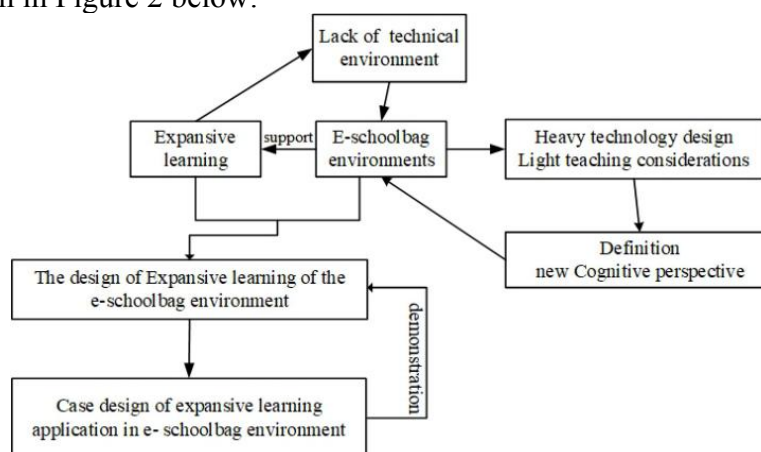 n in Figure 2 below.
Lack of technical
environment
Expansive
learning
support
E-schoolbag
environments
Heavy technology design
Light teaching considerations
Definition
new Cognitive perspective
The design of Expansive learning of the
e-schoolbag environment
demonstration
Case design of expansive learning
application in e- schoolbag environment